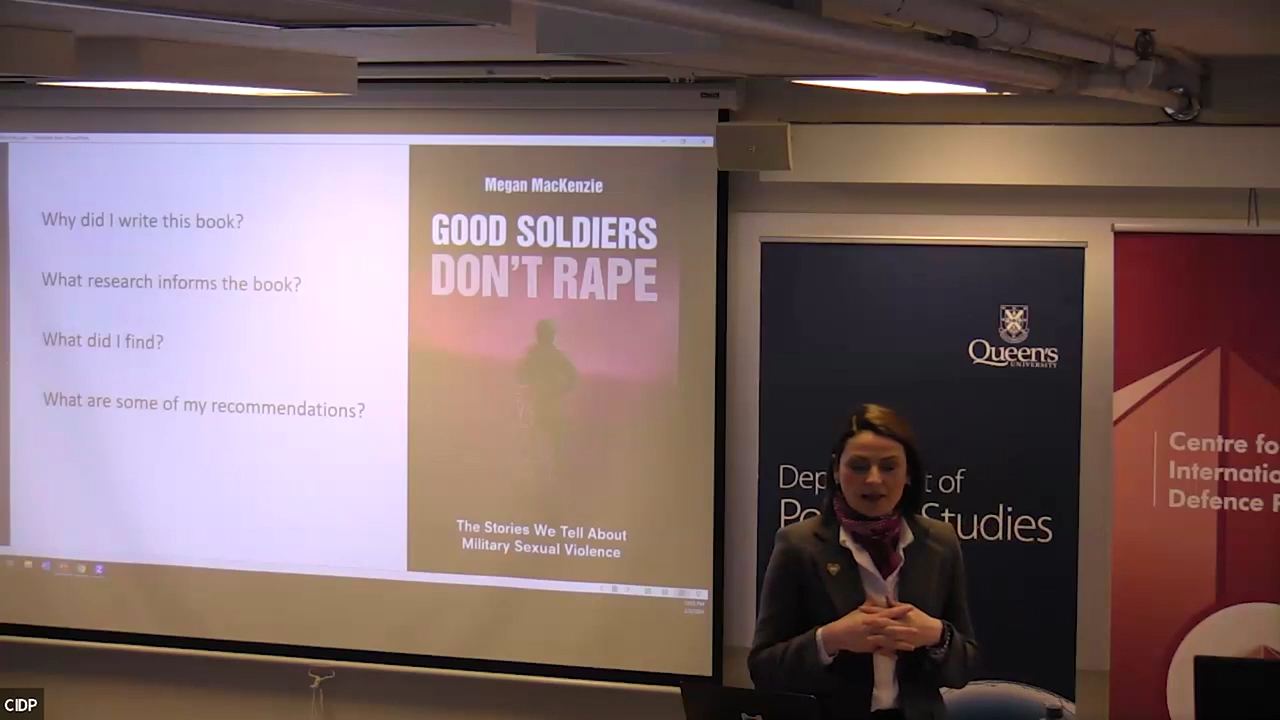 Why did I write this book?
What research informs the book?
What did I find?
What are some of my recommendations?
Megan MacKenzie
GOOD SOLDIERS
DON'T RAPE
The Stories We Tell About
Military Sexual Violence
Queen's
UNIVERSITY
Dep t of
Po Studies
Centre fo
Internatio
Defence P
CIDP